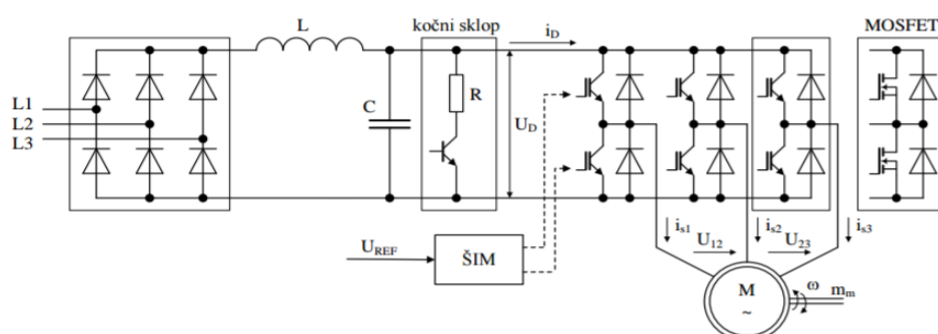 L
kočni sklop
i_D
MOSFET
L1
L2
L3
C
R
U_D
U_REF
ŠIM
i_s1
U_12
i_s2
U_23
i_s3
M
~
ω
m_m